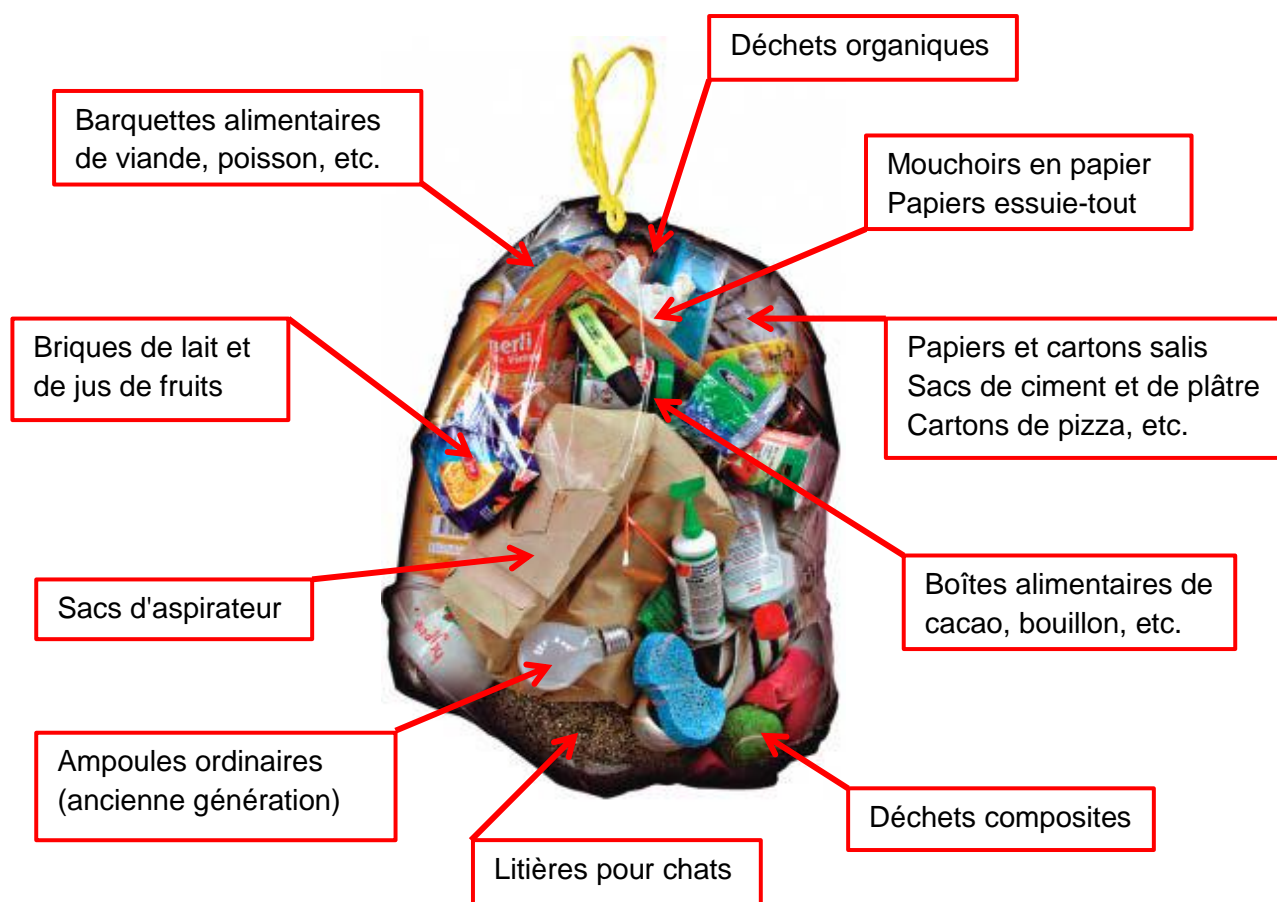 Déchets organiques
Barquettes alimentaires
de viande, poisson, etc.
Mouchoirs en papier
Papiers essuie-tout
Briques de lait et
de jus de fruits
Papiers et cartons salis
Sacs de ciment et de plâtre
Cartons de pizza, etc.
Sacs d'aspirateur
Boîtes alimentaires de
cacao, bouillon, etc.
Ampoules ordinaires
(ancienne génération)
Déchets composites
Litières pour chats